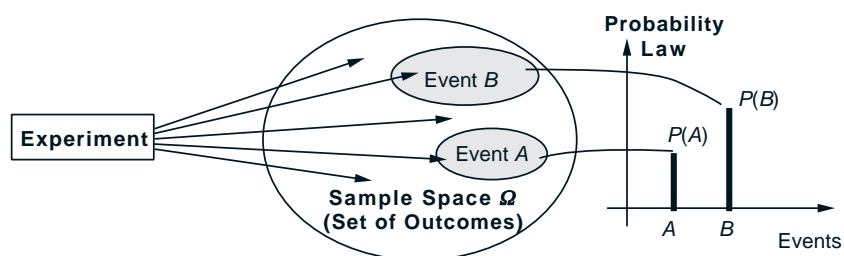 Experiment
Event B
Event A
Sample Space Ω
(Set of Outcomes)
Probability
Law
P(B)
P(A)
A
B
Events